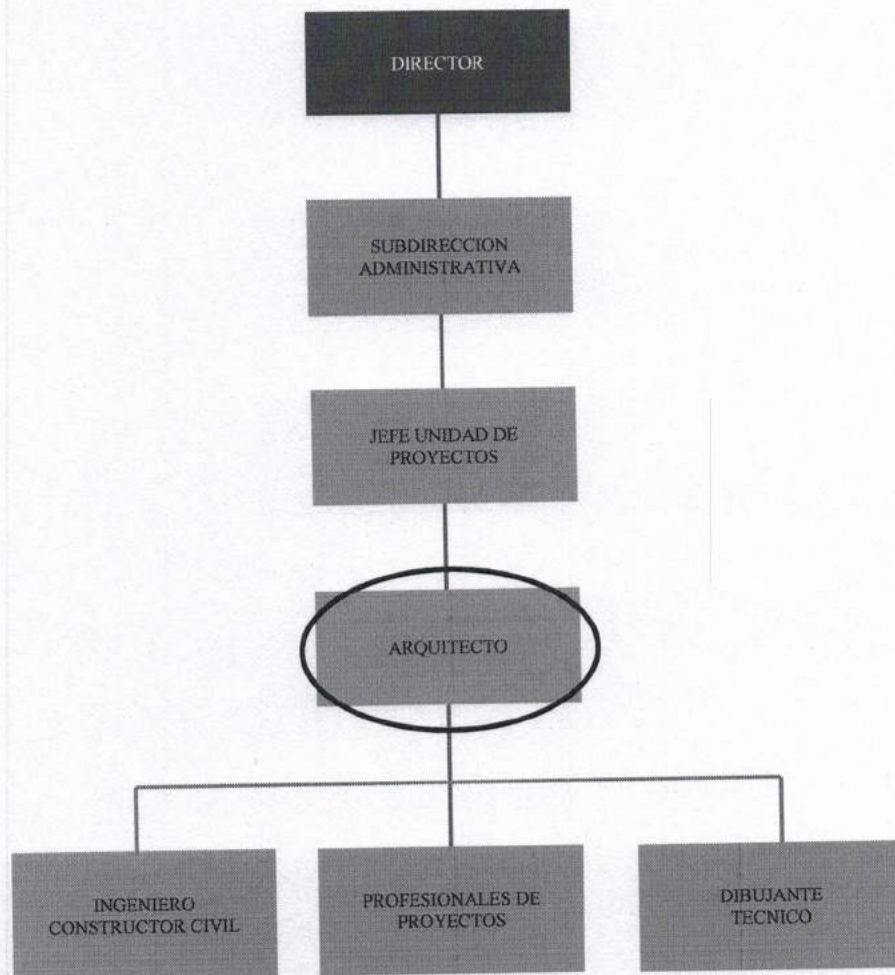 DIRECTOR
SUBDIRECCION
ADMINISTRATIVA
JEFE UNIDAD DE
PROYECTOS
ARQUITECTO
INGENIERO
CONSTRUCTOR CIVIL
PROFESIONALES DE
PROYECTOS
DIBUJANTE
TECNICO